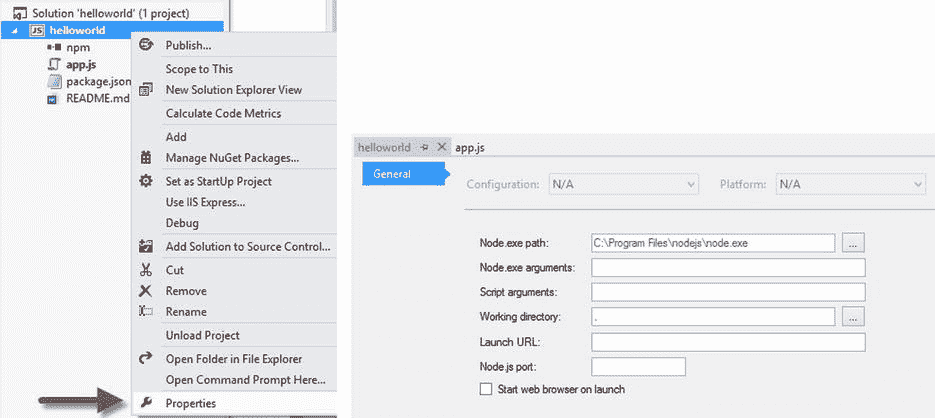 Solution 'helloworld' (1 project)
JS helloworld
npm
app.js
package.json
README.md
Publish...
Scope to This
New Solution Explorer View
Calculate Code Metrics
Add
Manage NuGet Packages...
Set as StartUp Project
Use IIS Express...
Debug
Add Solution to Source Control...
Cut
Remove
Rename
Unload Project
Open Folder in File Explorer
Open Command Prompt Here...
Properties
helloworld app.js
General
Configuration: N/A Platform: N/A
Node.exe path: C:\Program Files\nodejs\node.exe ...
Node.exe arguments:
Script arguments:
Working directory: . ...
Launch URL:
Node.js port:
Start web browser on launch